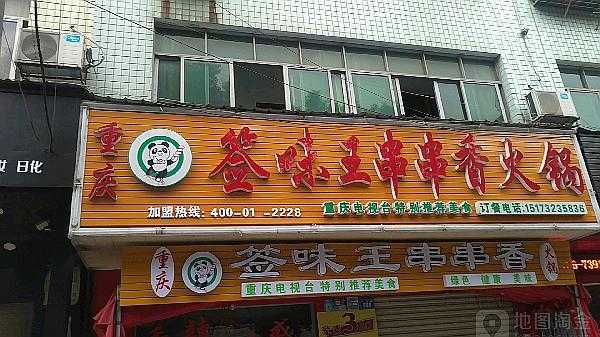 重庆 签味王串串香火锅
加盟热线: 400-01 -2228 重庆电视台特别推荐美食 订餐电话:15173235836
日化
重庆 签味王串串香 火锅
重庆电视台特别推荐美食 绿色 健康 美味
地图淘金